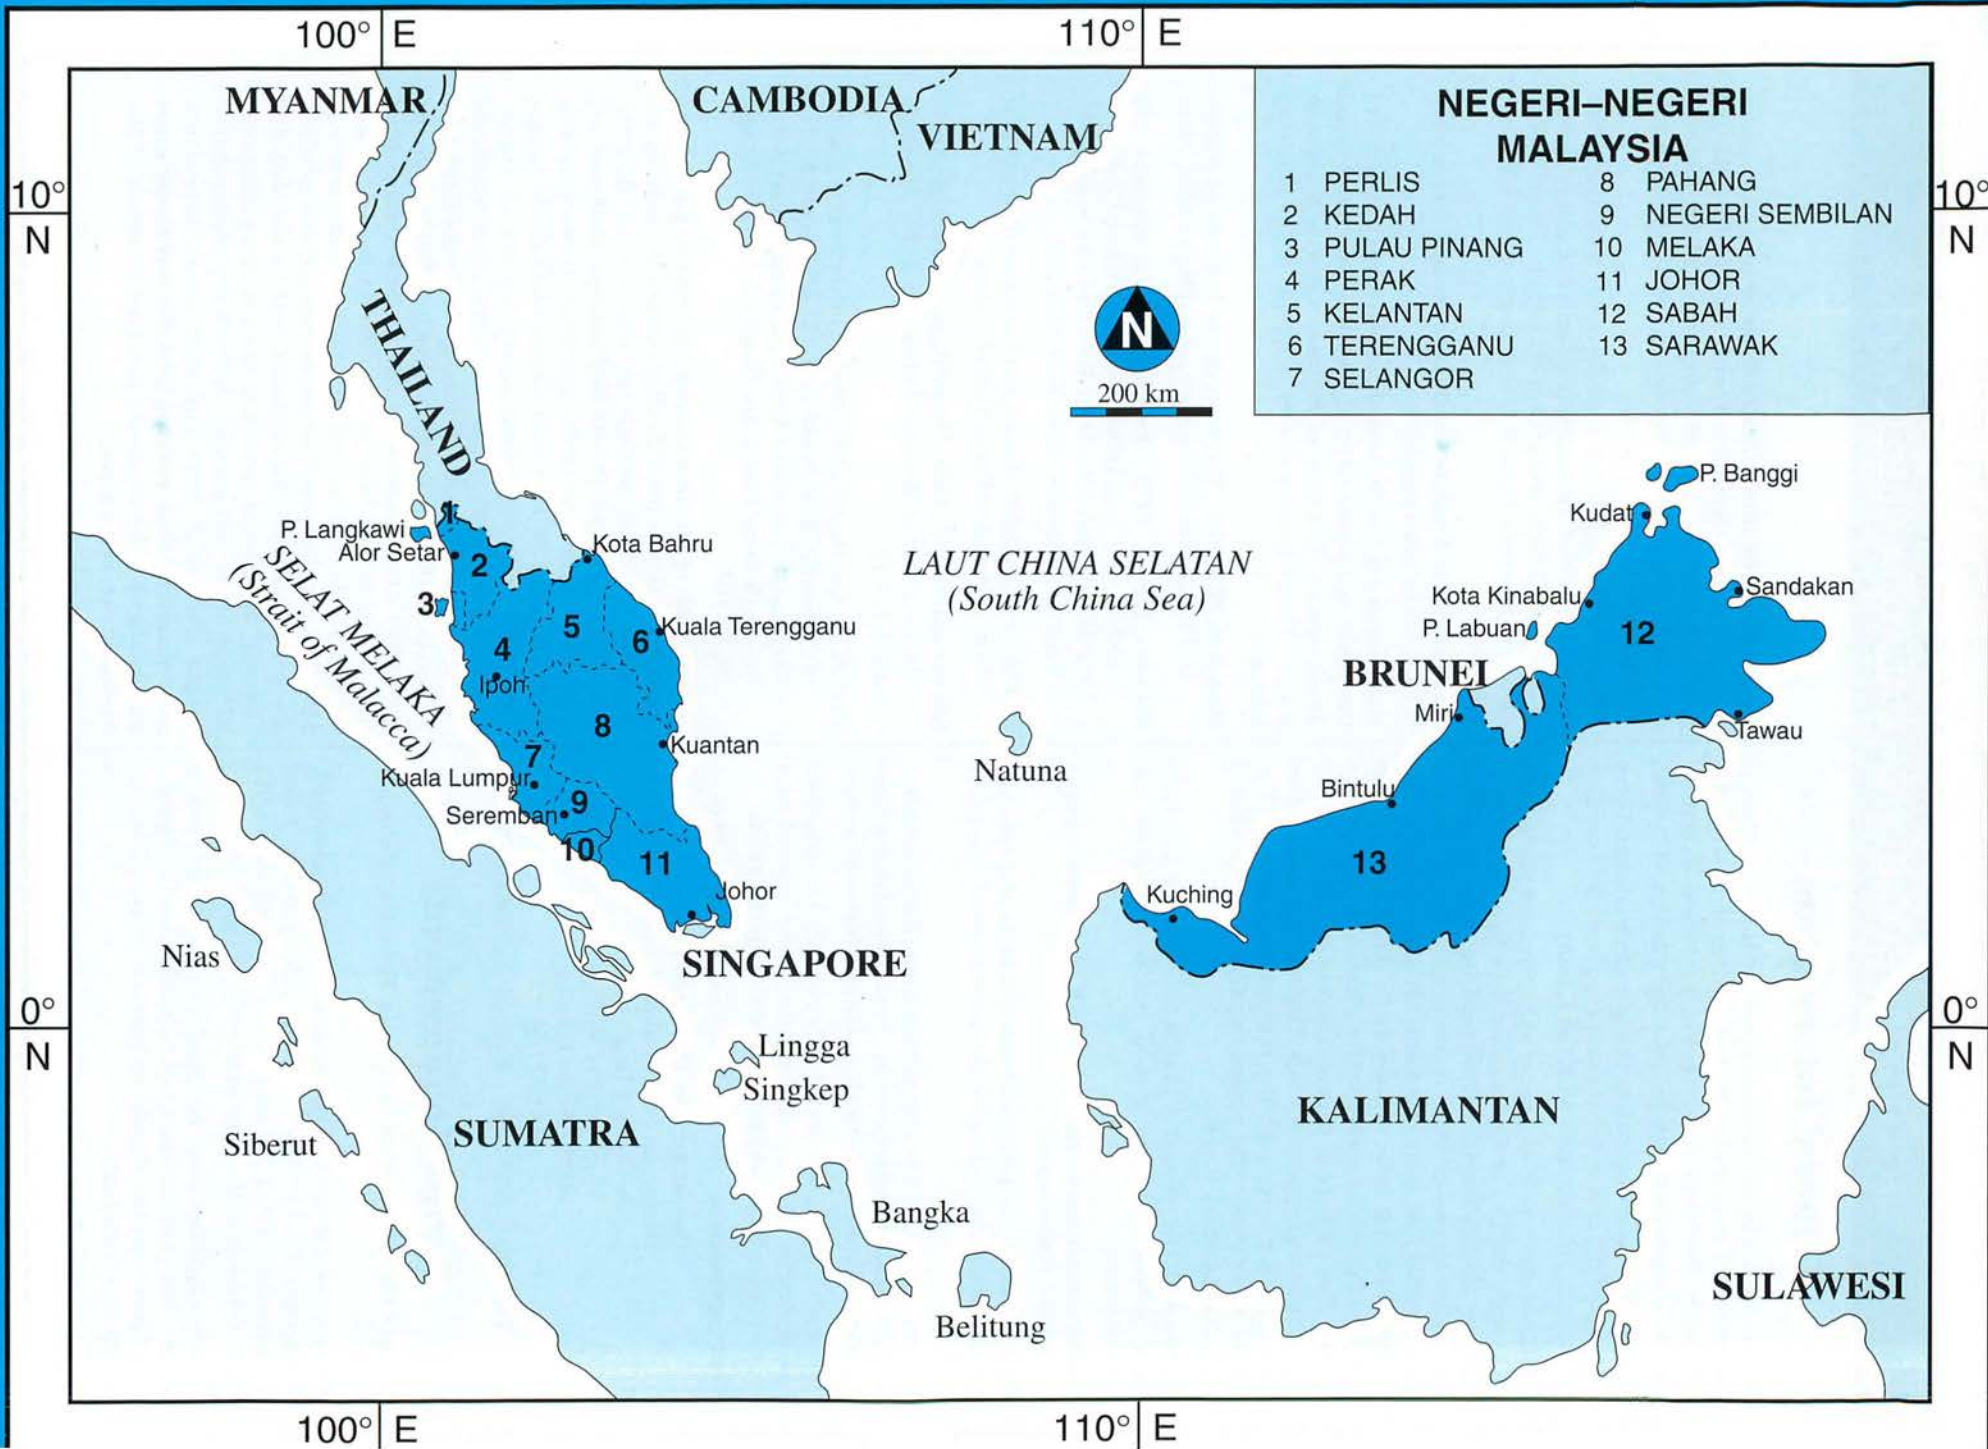 100° E
110° E
MYANMAR
CAMBODIA
VIETNAM
NEGERI–NEGERI
MALAYSIA
1 PERLIS
2 KEDAH
3 PULAU PINANG
4 PERAK
5 KELANTAN
6 TERENGGANU
7 SELANGOR
8 PAHANG
9 NEGERI SEMBILAN
10 MELAKA
11 JOHOR
12 SABAH
13 SARAWAK
10°
N
10°
N
THAILAND
N
200 km
P. Banggi
Kudat
1
P. Langkawi
Alor Setar
2
Kota Bahru
SELAT MELAKA
(Strait of Malacca)
LAUT CHINA SELATAN
(South China Sea)
Kota Kinabalu
Sandakan
P. Labuan
12
3
4
5
6
Kuala Terengganu
Ipoh
BRUNEI
Miri
Tawau
8
Kuantan
7
Kuala Lumpur
Natuna
Bintulu
9
Seremban
10
11
13
Johor
Kuching
Nias
SINGAPORE
0°
N
0°
N
Lingga
Singkep
KALIMANTAN
Siberut
SUMATRA
Bangka
Belitung
SULAWESI
100° E
110° E